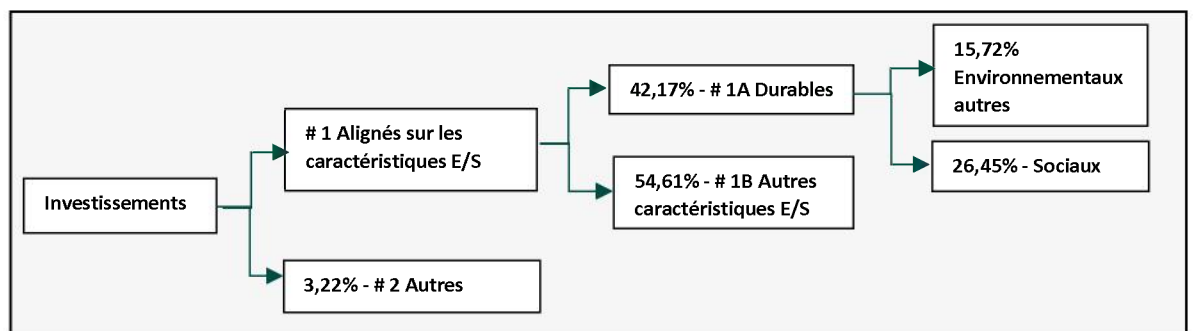 Investissements
# 1 Alignés sur les
caractéristiques E/S
3,22% - # 2 Autres
42,17% - # 1A Durables
54,61% - # 1B Autres
caractéristiques E/S
15,72%
Environnementaux
autres
26,45% - Sociaux